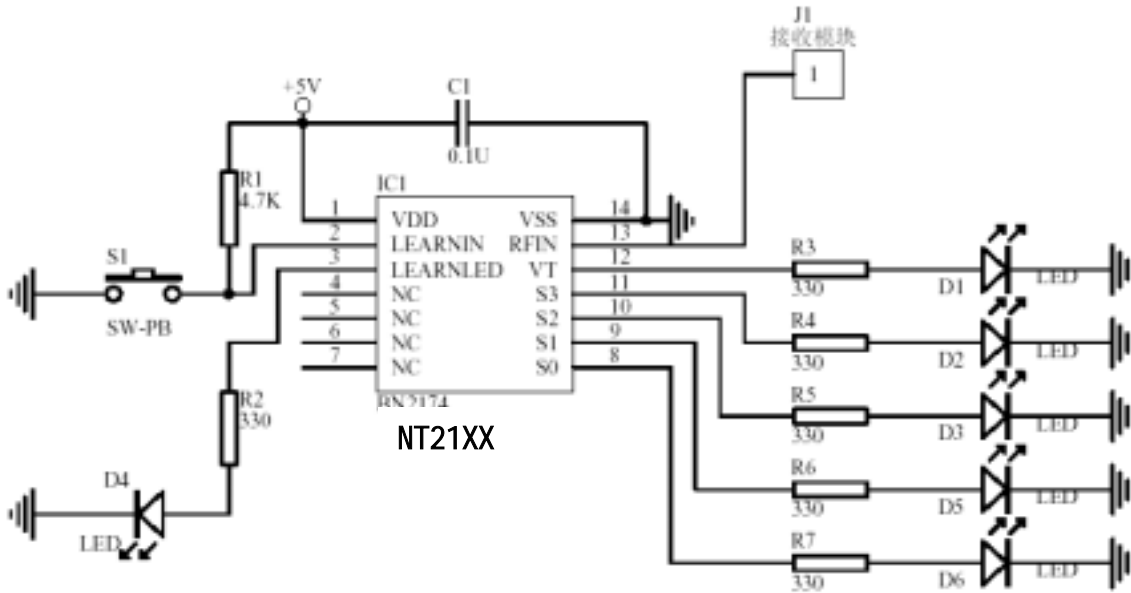 J1
接收模块
1
+5V
C1
0.1U
R1
4.7K
IC1
1 VDD VSS 14
2 LEARNIN RFIN 13
3 LEARNLED VT 12
4 NC S3 11
5 NC S2 10
6 NC S1 9
7 NC S0 8
BN2174
NT21XX
S1
SW-PB
R2
330
D4
LED
R3
330
D1
LED
R4
330
D2
LED
R5
330
D3
LED
R6
330
D5
LED
R7
330
D6
LED